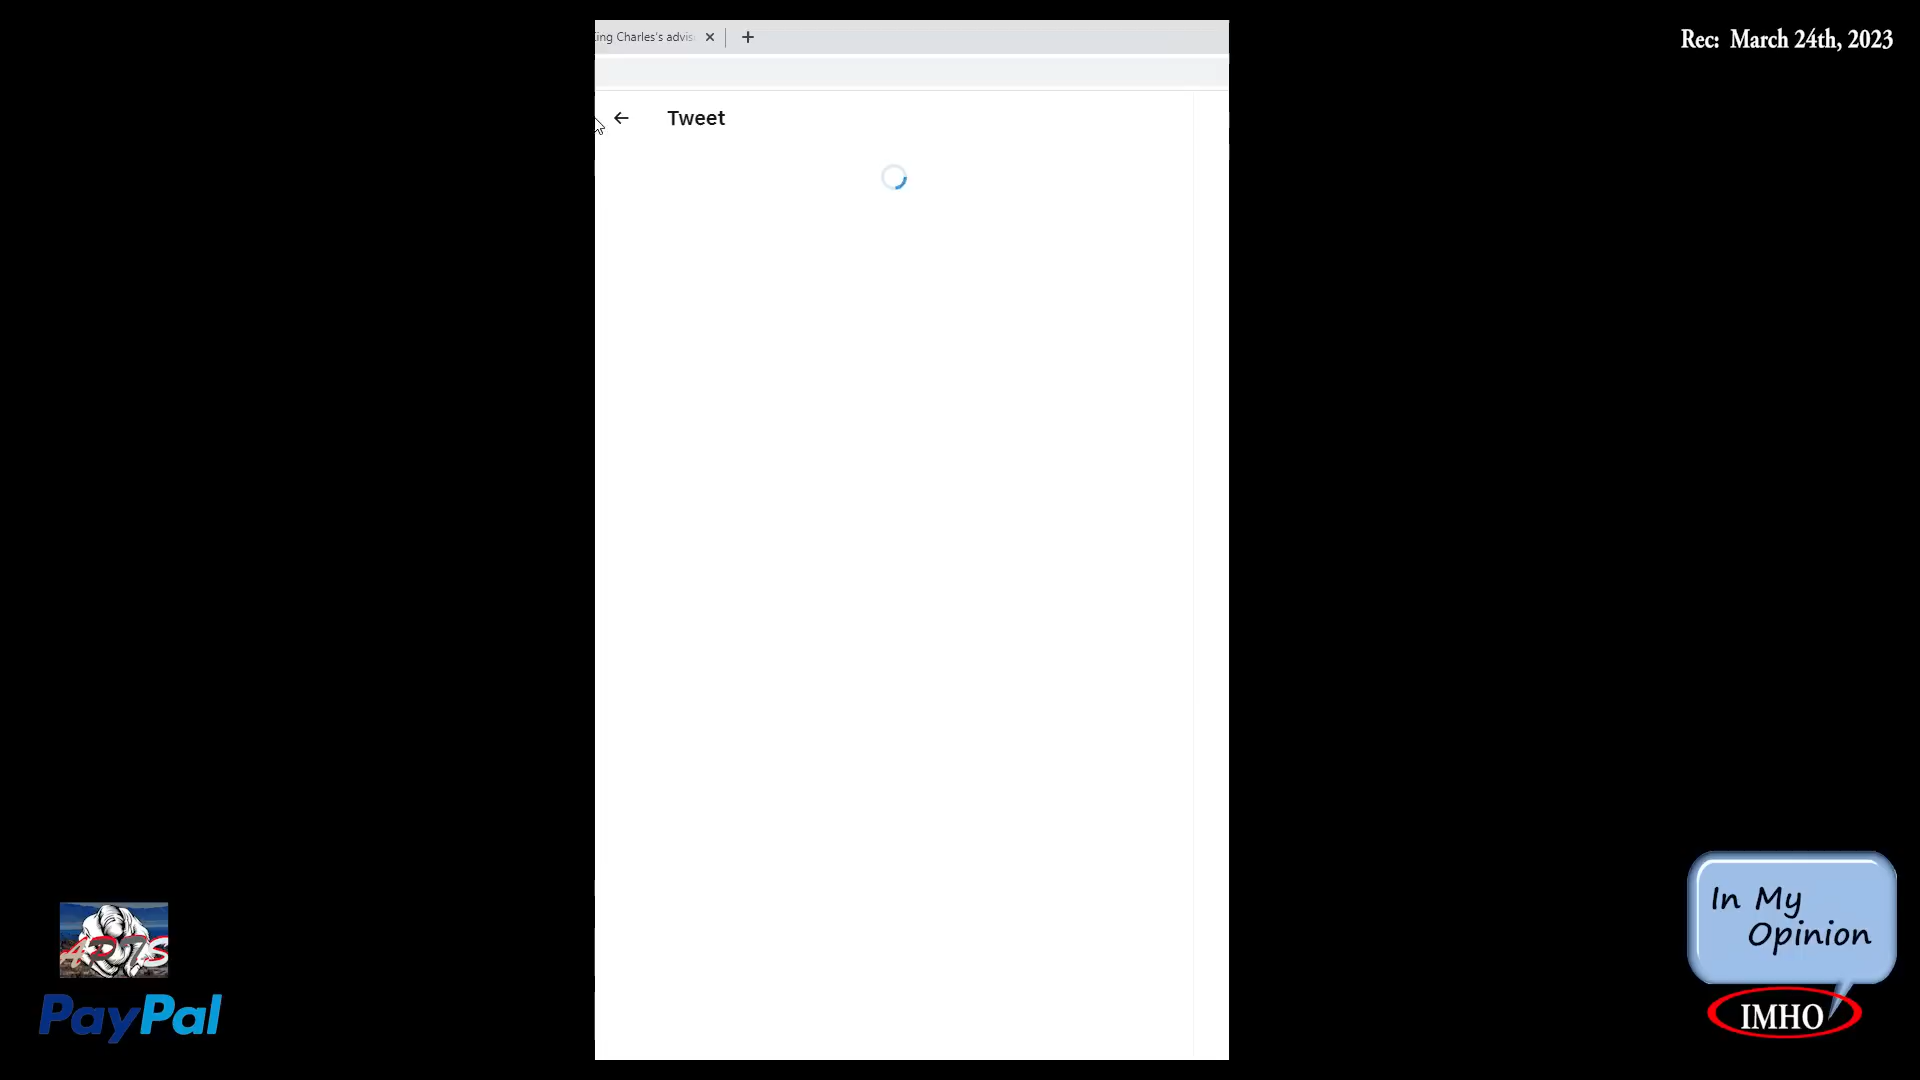 ing Charles's advis
Rec: March 24th, 2023
Tweet
In My
Opinion
IMHO
PayPal